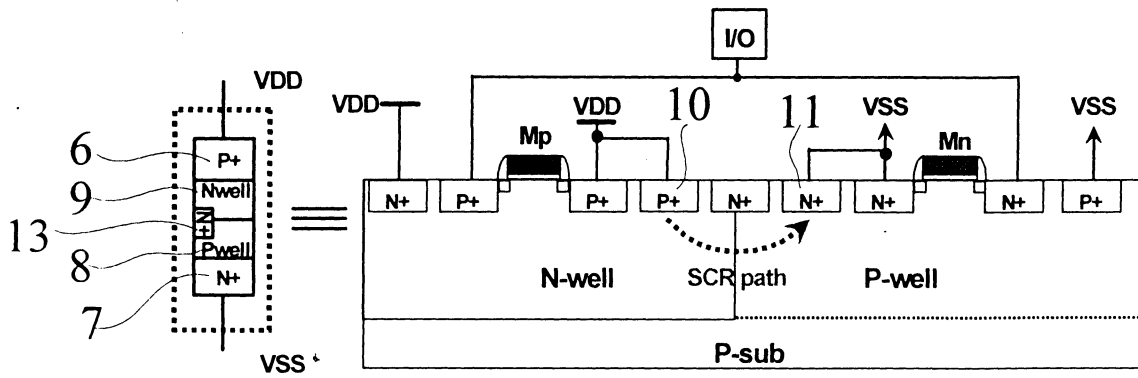 I/O
VDD
VDD
VDD
10
11
VSS
VSS
Mp
Mn
6
P+
9
Nwell
N+
13
8
Pwell
7
N+
VSS
N+
P+
P+
P+
N+
N+
N+
N+
P+
SCR path
N-well
P-well
P-sub